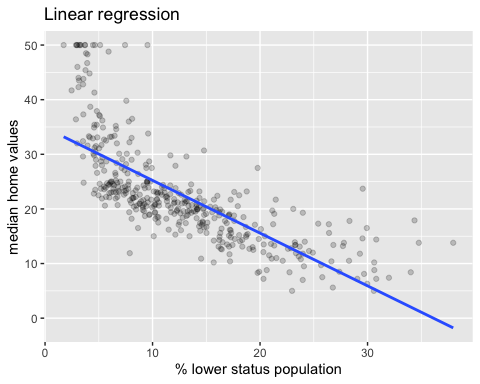 Linear regression
50
40
30
20
10
0
median home values
0 10 20 30
% lower status population